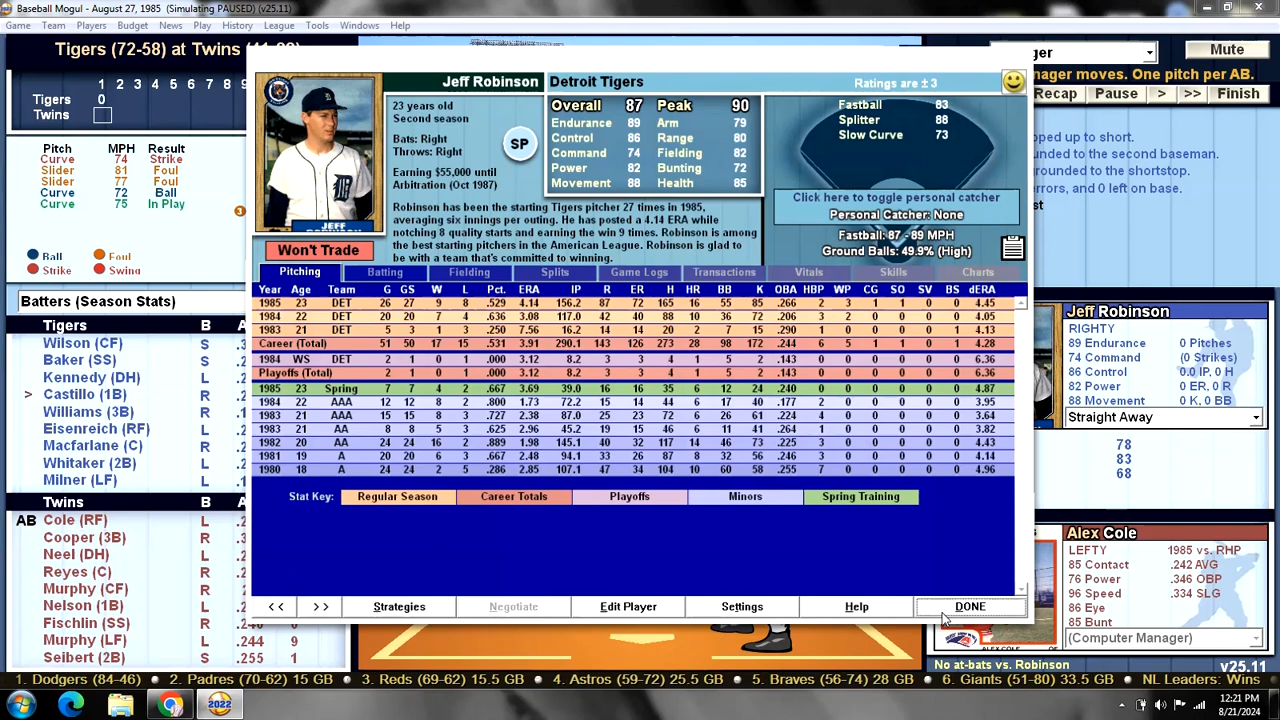 Baseball Mogul - August 27, 1985 (Simulating PAUSED) (v25.11)
Game Team Players Budget News Play History League Tools Windows Help
Tigers (72-58) at Twins
1 2 3 4 5 6 7 8 9
Tigers 0
Twins
Pitch MPH Result
Curve 74 Strike
Slider 81 Foul
Slider 77 Foul
Curve 72 Ball
Curve 75 In Play
3
Ball Foul
Strike Swing
Batters (Season Stats)
Tigers B
Wilson (CF) S
Baker (SS) S
Kennedy (DH) L
> Castillo (1B) L
Williams (3B) R
Eisenreich (RF) L
Macfarlane (C) R
Whitaker (2B) L
Milner (LF) L
Twins B
AB Cole (RF) L
Cooper (3B) R
Neel (DH) L
Reyes (C) R
Murphy (CF) R
Nelson (1B) R
Fischlin (SS) R
Murphy (LF) L .244 9
Seibert (2B) S .255 1
Jeff Robinson Detroit Tigers Ratings are ± 3
JEFF
23 years old
Second season
Bats: Right
Throws: Right
Earning $55,000 until
Arbitration (Oct 1987)
SP
Overall 87 Peak 90
Endurance 89 Arm 79
Control 86 Range 80
Command 74 Fielding 82
Power 82 Bunting 72
Movement 88 Health 85
Fastball 83
Splitter 88
Slow Curve 73
Click here to toggle personal catcher
Personal Catcher: None
Fastball: 87 - 89 MPH
Ground Balls: 49.9% (High)
Robinson has been the starting Tigers pitcher 27 times in 1985,
averaging six innings per outing. He has posted a 4.14 ERA while
notching 8 quality starts and earning the win 9 times. Robinson is among
the best starting pitchers in the American League. Robinson is glad to
be with a team that's committed to winning.
Won't Trade
Pitching Batting Fielding Splits Game Logs Transactions Vitals Skills Charts
Year Age Team G GS W L Pct. ERA IP R ER H HR BB K OBA HBP WP CG SO SV BS dERA
1985 23 DET 26 27 9 8 .529 4.14 156.2 87 72 165 16 55 85 .266 2 3 1 1 0 0 4.45
1984 22 DET 20 20 7 4 .636 3.08 117.0 42 40 88 10 36 72 .206 3 2 0 0 0 0 4.05
1983 21 DET 5 3 1 3 .250 7.56 16.2 14 14 20 2 7 15 .290 1 0 0 0 0 1 4.13
Career (Total) 51 50 17 15 .531 3.91 290.1 143 126 273 28 98 172 .244 6 5 1 1 0 1 4.28
1984 WS DET 2 1 0 1 .000 3.12 8.2 3 3 4 1 5 2 .143 0 0 0 0 0 0 6.36
Playoffs (Total) 2 1 0 1 .000 3.12 8.2 3 3 4 1 5 2 .143 0 0 0 0 0 0 6.36
1985 23 Spring 7 7 4 2 .667 3.69 39.0 16 16 35 6 12 24 .240 0 0 0 0 0 0 4.87
1984 22 AAA 12 12 8 2 .800 1.73 72.2 15 14 44 6 17 40 .177 2 0 0 0 0 0 3.95
1983 21 AAA 15 15 8 3 .727 2.38 87.0 25 23 72 6 26 61 .224 4 0 0 0 0 0 3.64
1983 21 AA 8 8 5 3 .625 2.96 45.2 19 15 46 6 11 41 .264 1 0 0 0 0 0 3.82
1982 20 AA 24 24 16 2 .889 1.98 145.1 40 32 117 14 46 73 .225 3 0 0 0 0 0 4.43
1981 19 A 20 20 6 3 .667 2.48 94.1 33 26 87 8 32 56 .246 3 0 0 0 0 0 4.14
1980 18 A 24 24 2 5 .286 2.85 107.1 47 34 104 10 60 58 .255 7 0 0 0 0 0 4.96
Stat Key: Regular Season Career Totals Playoffs Minors Spring Training
<< >> Strategies Negotiate Edit Player Settings Help DONE
Mute
nager moves. One pitch per AB.
Recap Pause > >> Finish
opped up to short.
ounded to the second baseman.
ounded to the shortstop.
errors, and 0 left on base.
Jeff Robinson
RIGHTY
89 Endurance 0 Pitches
74 Command (0 Strikes)
86 Control 0.0 IP, 0 H
82 Power 0 ER, 0 R
88 Movement 0 K, 0 BB
Straight Away
78
83
68
Alex Cole
LEFTY 1985 vs. RHP
85 Contact .242 AVG
76 Power .346 OBP
96 Speed .334 SLG
86 Eye
85 Bunt
(Computer Manager)
ALEX COLE OF
No at-bats vs. Robinson v25.11
1. Dodgers (84-46) • 2. Padres (70-62) 15 GB • 3. Reds (69-62) 15.5 GB • 4. Astros (59-72) 25.5 GB • 5. Braves (56-74) 28 GB • 6. Giants (51-80) 33.5 GB • NL Leaders: Wins
2022
12:21 PM
8/21/2024